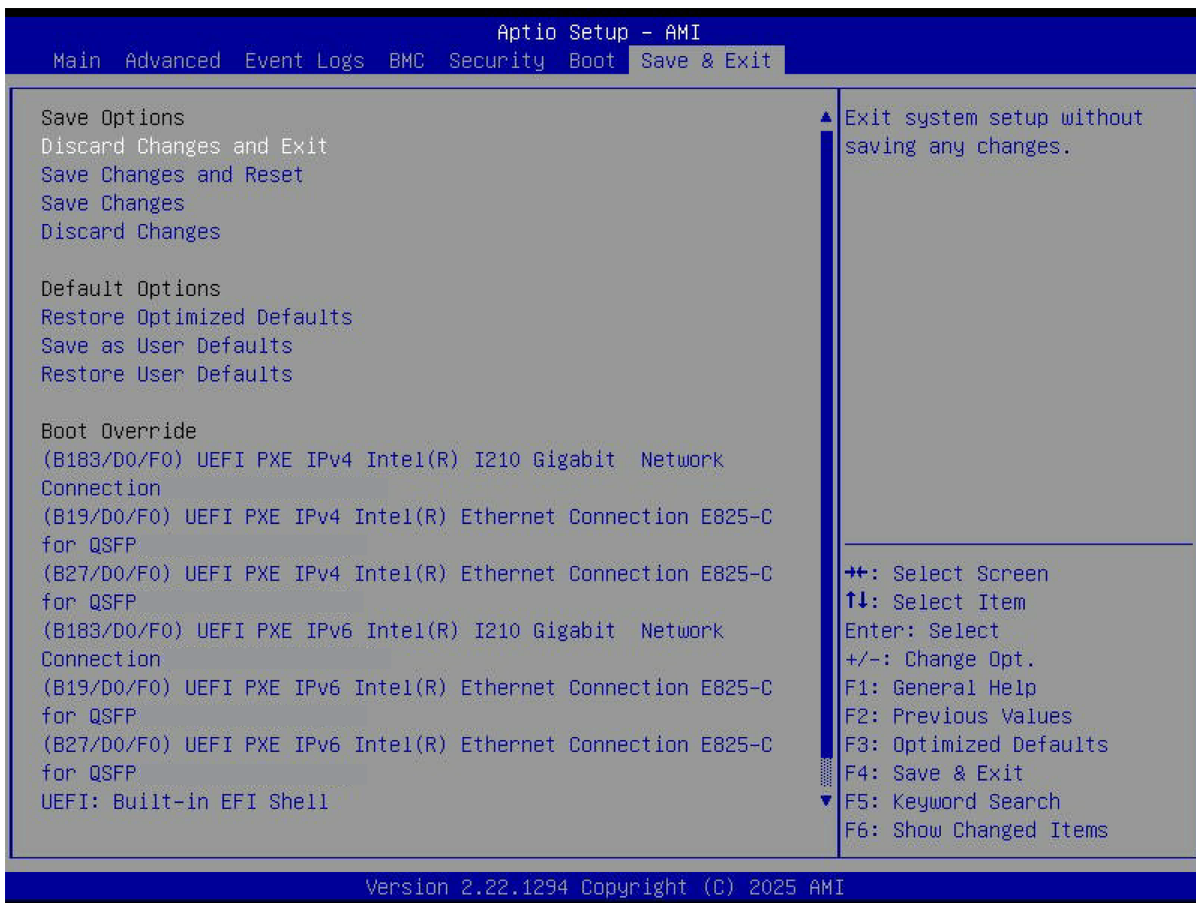 Aptio Setup – AMI
Main Advanced Event Logs BMC Security Boot Save & Exit
Save Options
Discard Changes and Exit
Save Changes and Reset
Save Changes
Discard Changes
Default Options
Restore Optimized Defaults
Save as User Defaults
Restore User Defaults
Boot Override
(B183/D0/F0) UEFI PXE IPv4 Intel(R) I210 Gigabit  Network
Connection
(B19/D0/F0) UEFI PXE IPv4 Intel(R) Ethernet Connection E825-C
for QSFP
(B27/D0/F0) UEFI PXE IPv4 Intel(R) Ethernet Connection E825-C
for QSFP
(B183/D0/F0) UEFI PXE IPv6 Intel(R) I210 Gigabit  Network
Connection
(B19/D0/F0) UEFI PXE IPv6 Intel(R) Ethernet Connection E825-C
for QSFP
(B27/D0/F0) UEFI PXE IPv6 Intel(R) Ethernet Connection E825-C
for QSFP
UEFI: Built-in EFI Shell
Exit system setup without
saving any changes.
→←: Select Screen
↑↓: Select Item
Enter: Select
+/-: Change Opt.
F1: General Help
F2: Previous Values
F3: Optimized Defaults
F4: Save & Exit
F5: Keyword Search
F6: Show Changed Items
Version 2.22.1294 Copyright (C) 2025 AMI